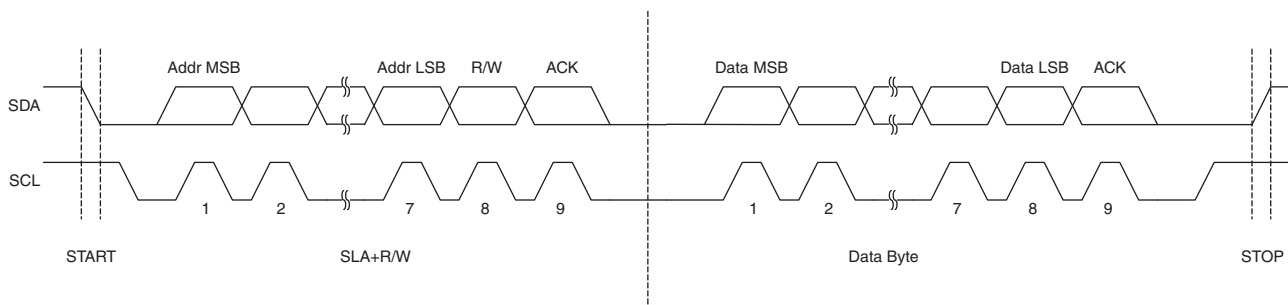 Addr MSB Addr LSB R/W ACK Data MSB Data LSB ACK
SDA
SCL
1 2 7 8 9 1 2 7 8 9
START SLA+R/W Data Byte STOP